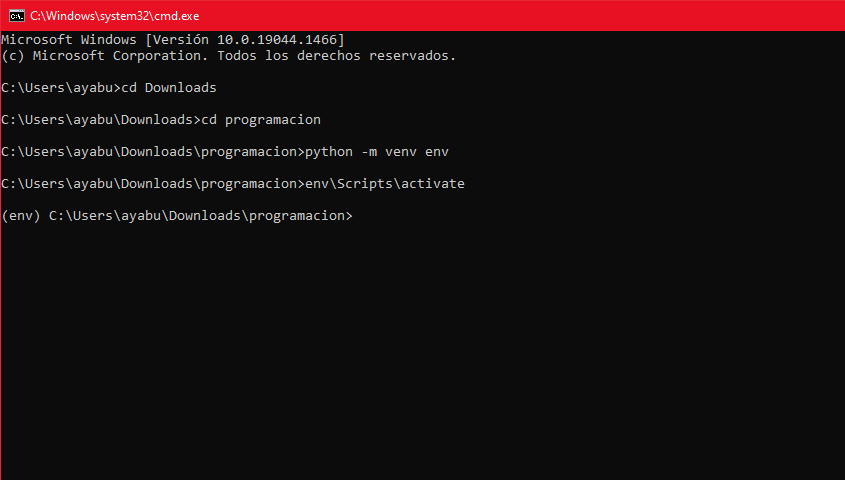 C:\Windows\system32\cmd.exe
Microsoft Windows [Versión 10.0.19044.1466]
(c) Microsoft Corporation. Todos los derechos reservados.
C:\Users\ayabu>cd Downloads
C:\Users\ayabu\Downloads>cd programacion
C:\Users\ayabu\Downloads\programacion>python -m venv env
C:\Users\ayabu\Downloads\programacion>env\Scripts\activate
(env) C:\Users\ayabu\Downloads\programacion>